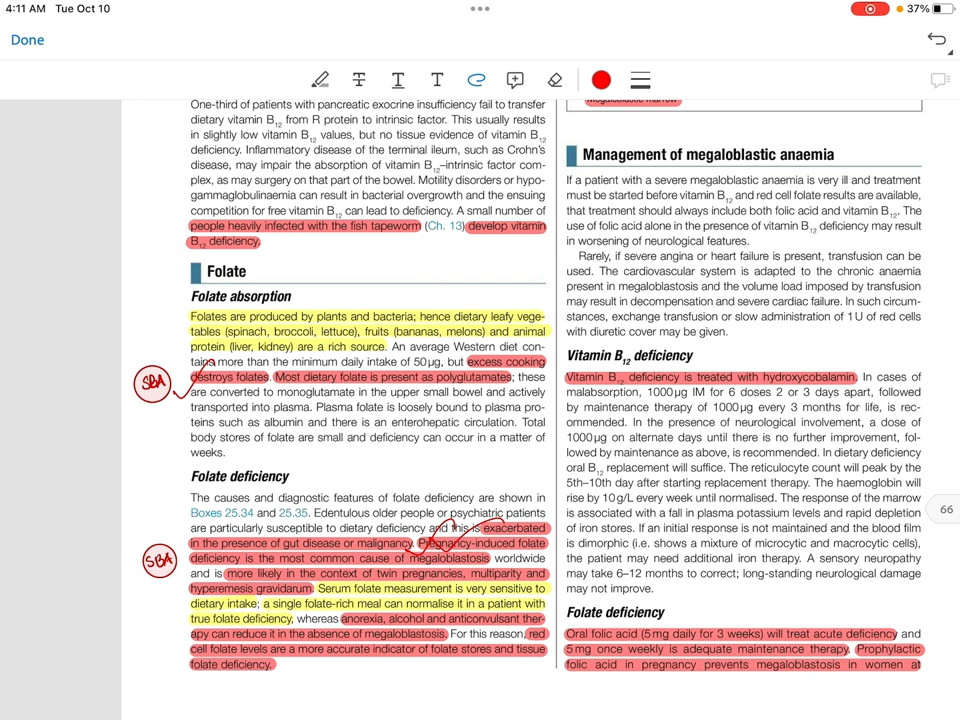 4:11 AM Tue Oct 10
37%
Done
One-third of patients with pancreatic exocrine insufficiency fail to transfer
dietary vitamin B12 from R protein to intrinsic factor. This usually results
in slightly low vitamin B12 values, but no tissue evidence of vitamin B12
deficiency. Inflammatory disease of the terminal ileum, such as Crohn's
disease, may impair the absorption of vitamin B12–intrinsic factor com-
plex, as may surgery on that part of the bowel. Motility disorders or hypo-
gammaglobulinaemia can result in bacterial overgrowth and the ensuing
competition for free vitamin B12 can lead to deficiency. A small number of
people heavily infected with the fish tapeworm (Ch. 13) develop vitamin
B12 deficiency.
Folate
Folate absorption
Folates are produced by plants and bacteria; hence dietary leafy vege-
tables (spinach, broccoli, lettuce), fruits (bananas, melons) and animal
protein (liver, kidney) are a rich source. An average Western diet con-
tains more than the minimum daily intake of 50 µg, but excess cooking
destroys folates. Most dietary folate is present as polyglutamates; these
are converted to monoglutamate in the upper small bowel and actively
transported into plasma. Plasma folate is loosely bound to plasma pro-
teins such as albumin and there is an enterohepatic circulation. Total
body stores of folate are small and deficiency can occur in a matter of
weeks.
SBA
Folate deficiency
The causes and diagnostic features of folate deficiency are shown in
Boxes 25.34 and 25.35. Edentulous older people or psychiatric patients
are particularly susceptible to dietary deficiency and this is exacerbated
in the presence of gut disease or malignancy. Pregnancy-induced folate
deficiency is the most common cause of megaloblastosis worldwide
and is more likely in the context of twin pregnancies, multiparity and
hyperemesis gravidarum. Serum folate measurement is very sensitive to
dietary intake; a single folate-rich meal can normalise it in a patient with
true folate deficiency, whereas anorexia, alcohol and anticonvulsant ther-
apy can reduce it in the absence of megaloblastosis. For this reason, red
cell folate levels are a more accurate indicator of folate stores and tissue
folate deficiency.
SBA
Megaloblastic marrow
Management of megaloblastic anaemia
If a patient with a severe megaloblastic anaemia is very ill and treatment
must be started before vitamin B12 and red cell folate results are available,
that treatment should always include both folic acid and vitamin B12. The
use of folic acid alone in the presence of vitamin B12 deficiency may result
in worsening of neurological features.
Rarely, if severe angina or heart failure is present, transfusion can be
used. The cardiovascular system is adapted to the chronic anaemia
present in megaloblastosis and the volume load imposed by transfusion
may result in decompensation and severe cardiac failure. In such circum-
stances, exchange transfusion or slow administration of 1 U of red cells
with diuretic cover may be given.
Vitamin B12 deficiency
Vitamin B12 deficiency is treated with hydroxycobalamin. In cases of
malabsorption, 1000 µg IM for 6 doses 2 or 3 days apart, followed
by maintenance therapy of 1000 µg every 3 months for life, is rec-
ommended. In the presence of neurological involvement, a dose of
1000 µg on alternate days until there is no further improvement, fol-
lowed by maintenance as above, is recommended. In dietary deficiency
oral B12 replacement will suffice. The reticulocyte count will peak by the
5th–10th day after starting replacement therapy. The haemoglobin will
rise by 10 g/L every week until normalised. The response of the marrow
is associated with a fall in plasma potassium levels and rapid depletion
of iron stores. If an initial response is not maintained and the blood film
is dimorphic (i.e. shows a mixture of microcytic and macrocytic cells),
the patient may need additional iron therapy. A sensory neuropathy
may take 6–12 months to correct; long-standing neurological damage
may not improve.
Folate deficiency
Oral folic acid (5 mg daily for 3 weeks) will treat acute deficiency and
5 mg once weekly is adequate maintenance therapy. Prophylactic
folic acid in pregnancy prevents megaloblastosis in women at
66